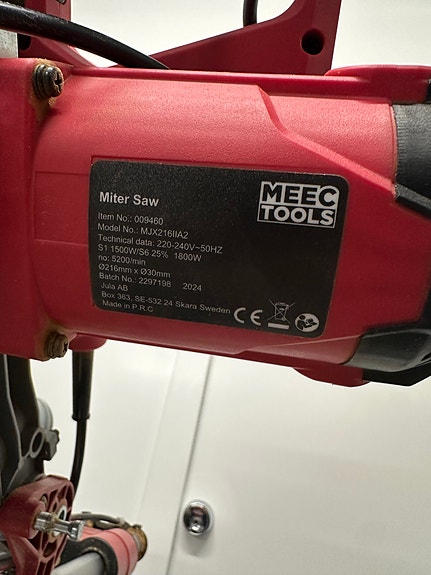 Miter Saw
MEEC
TOOLS
Item No.: 009460
Model No.: MJX216IIA2
Technical data: 220-240V~50HZ
S1 1500W/S6 25% 1800W
no: 5200/min
Ø216mm x Ø30mm
Batch No.: 2297198 2024
Jula AB
Box 363, SE-532 24 Skara Sweden
Made in P.R.C
CE